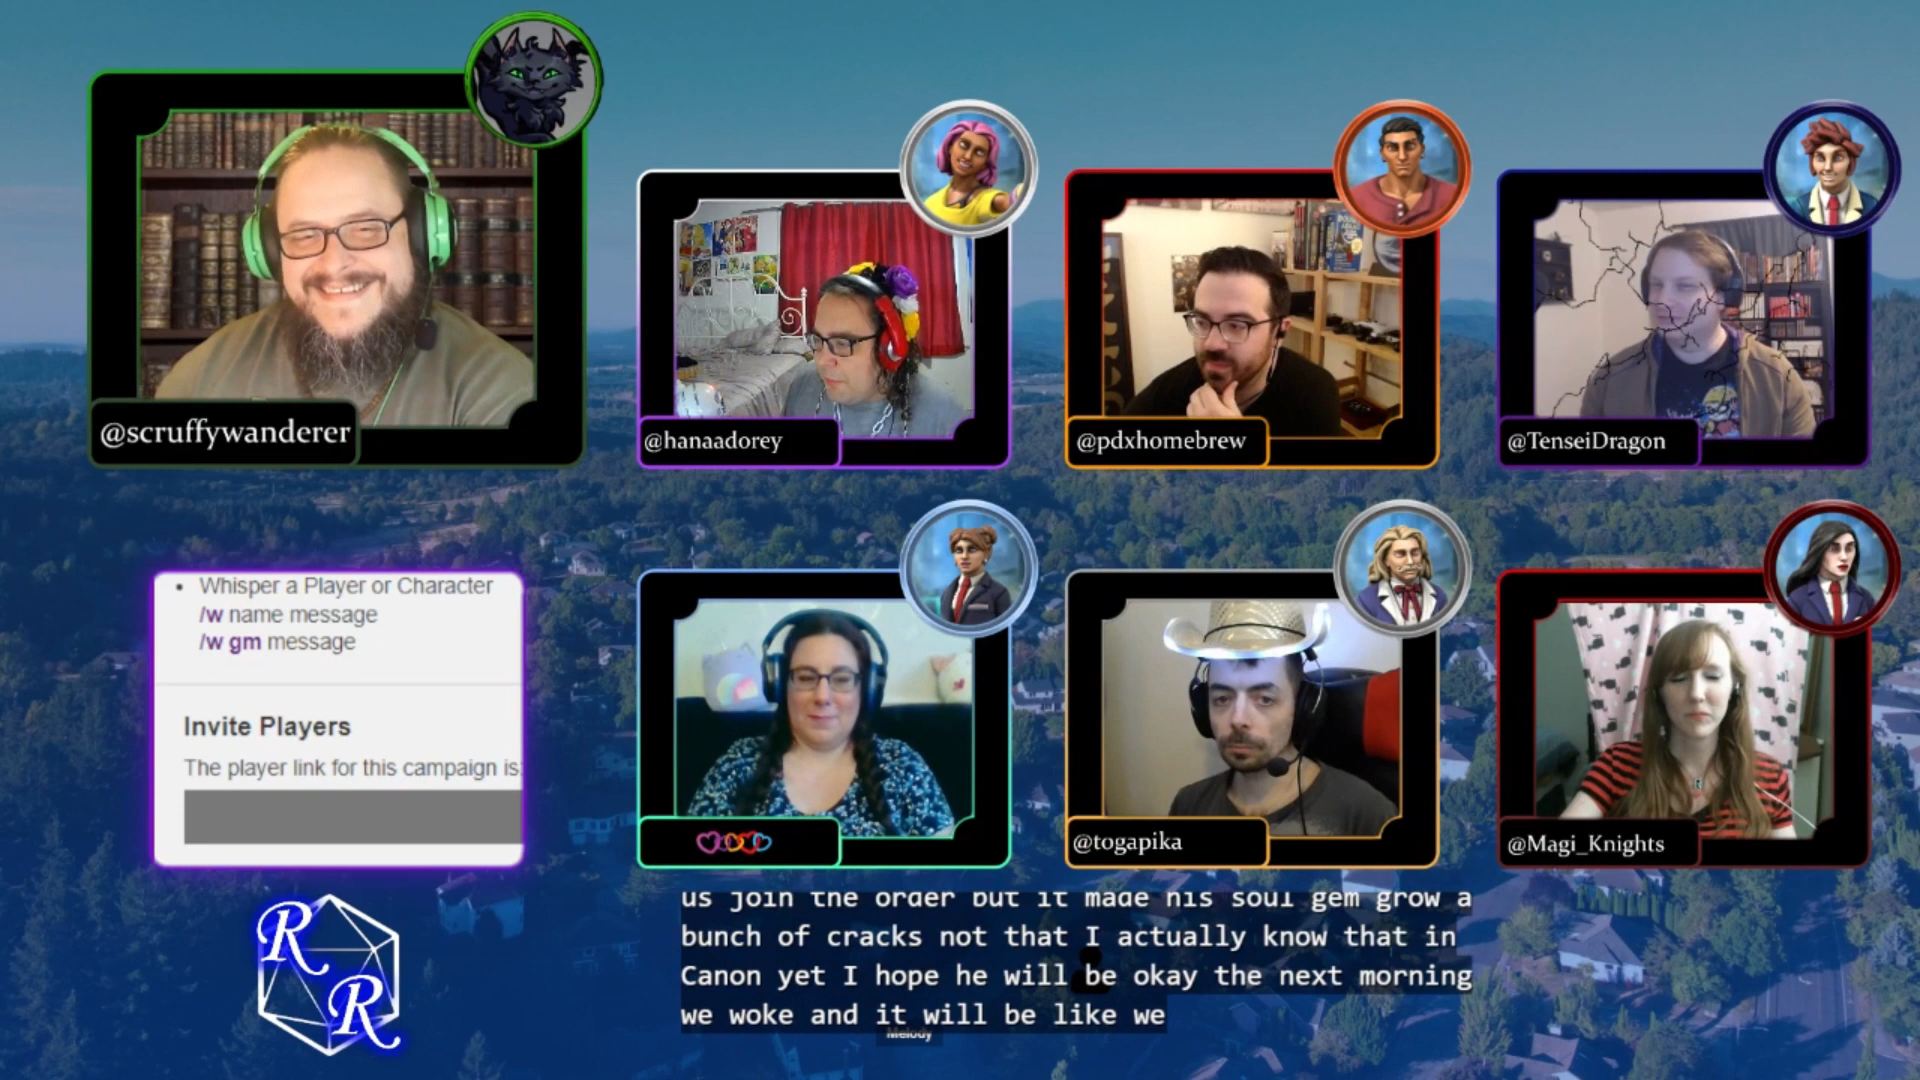 @scruffywanderer
@hanaadorey
@pdxhomebrew
@TenseiDragon
• Whisper a Player or Character
/w name message
/w gm message
Invite Players
The player link for this campaign is:
@togapika
@Magi_Knights
us join the order but it made his soul gem grow a
bunch of cracks not that I actually know that in
Canon yet I hope he will be okay the next morning
we woke and it will be like we
Melody
R
R